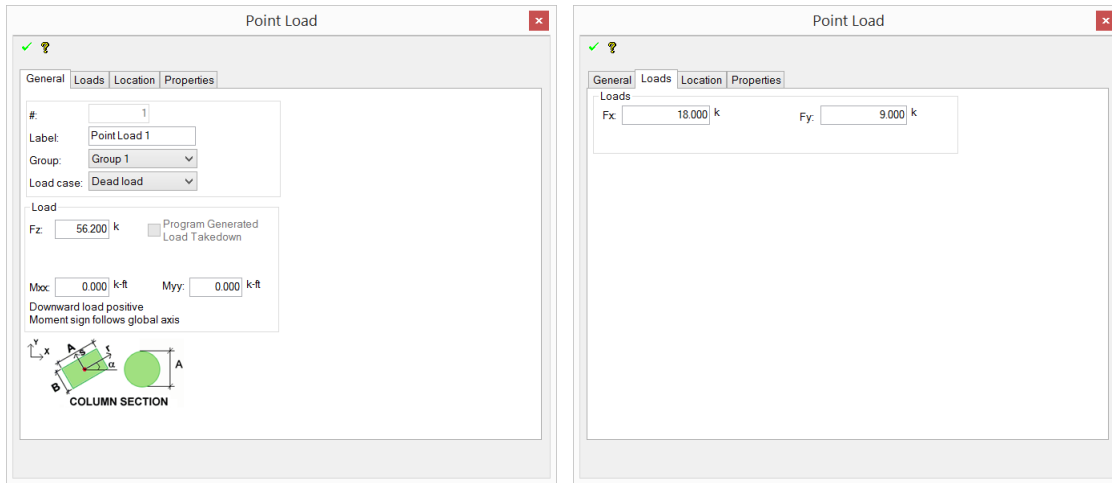 Point Load
General Loads Location Properties
#: 1
Label: Point Load 1
Group: Group 1
Load case: Dead load
Load
Fz: 56.200 k Program Generated
Load Takedown
Mxx: 0.000 k-ft Myy: 0.000 k-ft
Downward load positive
Moment sign follows global axis
Y
X
A
s
r
α
B
A
COLUMN SECTION
Point Load
General Loads Location Properties
Loads
Fx: 18.000 k Fy: 9.000 k